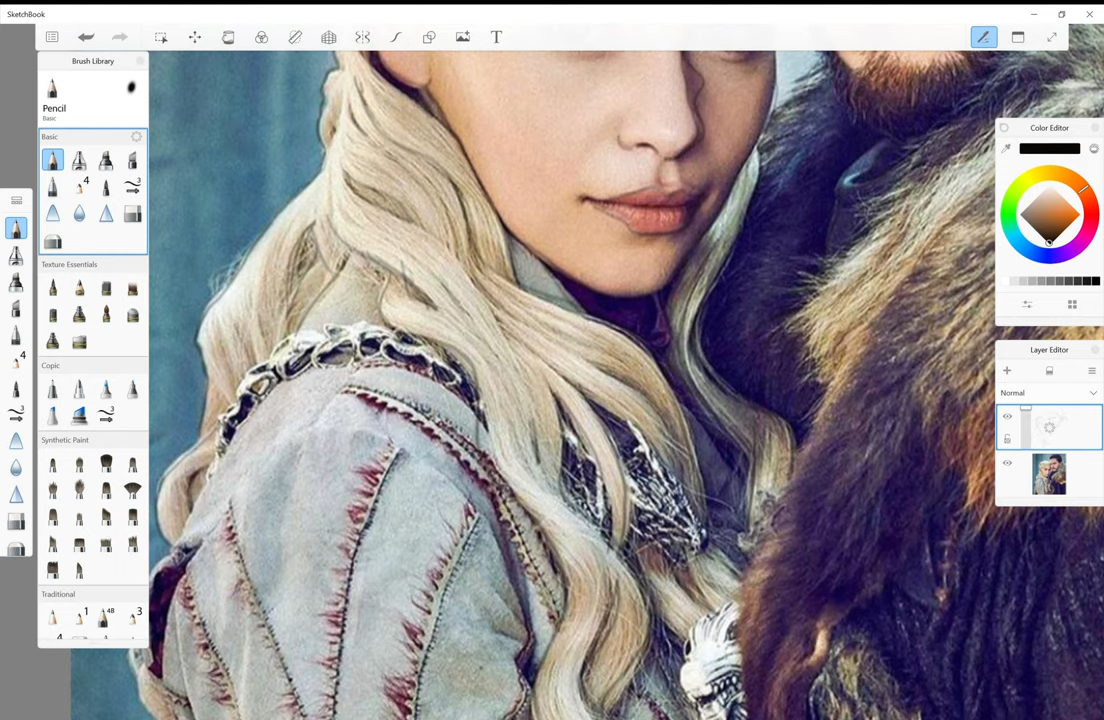 SketchBook
T
Brush Library
Pencil
Basic
Basic
4
3
Texture Essentials
Copic
3
Synthetic Paint
Traditional
1
4B
3
4
4
3
Color Editor
Layer Editor
Normal